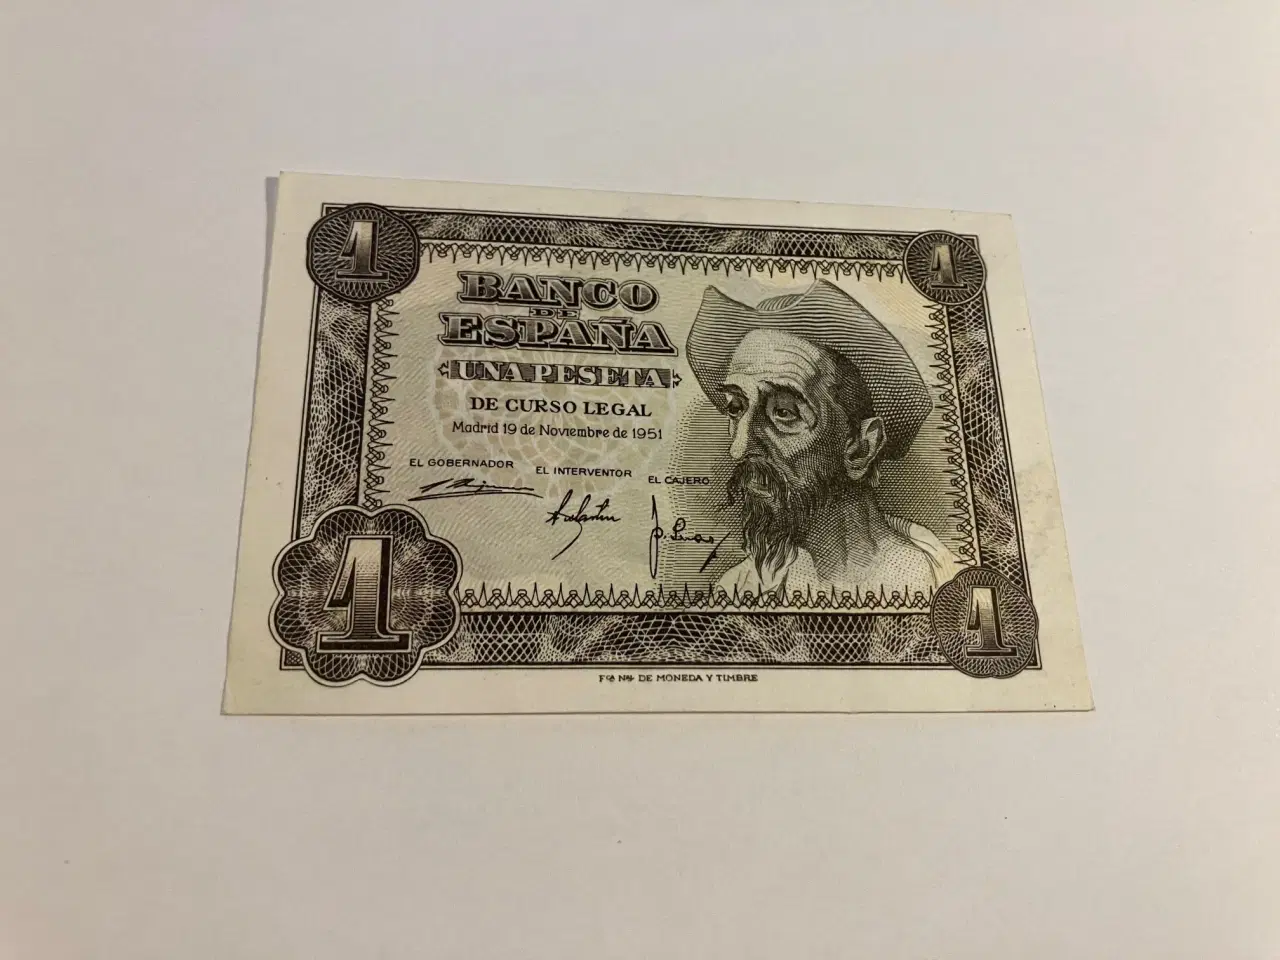 1
1
BANCO
DE
ESPAÑA
UNA PESETA
DE CURSO LEGAL
Madrid 19 de Noviembre de 1951
EL GOBERNADOR
EL INTERVENTOR
EL CAJERO
1
1
Fca Nal DE MONEDA Y TIMBRE